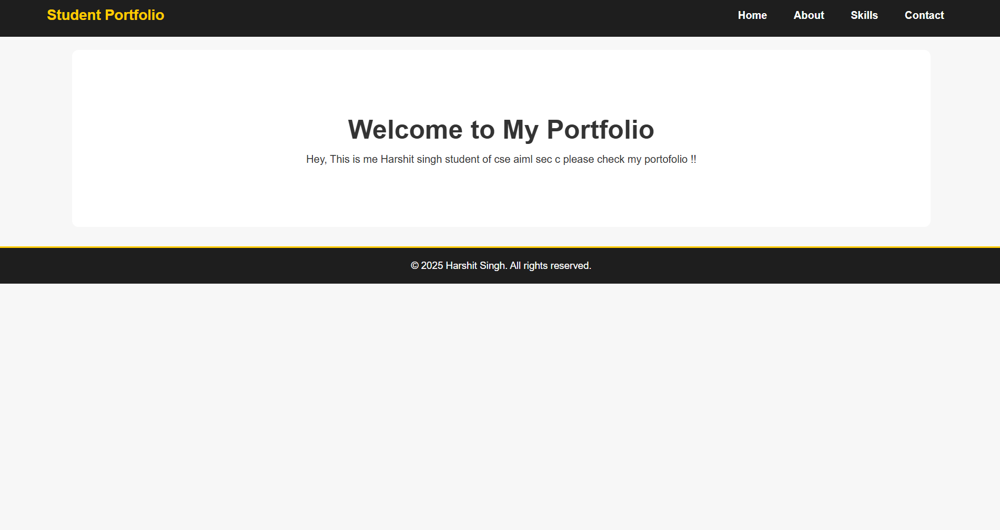 Student Portfolio Home About Skills Contact
Welcome to My Portfolio
Hey, This is me Harshit singh student of cse aiml sec c please check my portofolio !!
© 2025 Harshit Singh. All rights reserved.